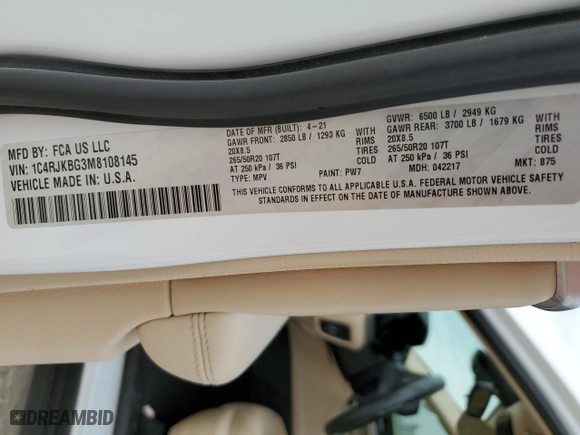 MFD BY: FCA US LLC
VIN: 1C4RJKBG3M8108145
VEHICLE MADE IN: U.S.A.
DATE OF MFR (BUILT): 4-21
GAWR FRONT: 2850 LB / 1293 KG WITH
20X8.5 RIMS
265/50R20 107T TIRES
AT 250 kPa / 36 PSI COLD
TYPE: MPV PAINT: PW7
GVWR: 6500 LB / 2949 KG
GAWR REAR: 3700 LB / 1679 KG WITH
20X8.5 RIMS
265/50R20 107T TIRES
AT 250 kPa / 36 PSI COLD
MDH: 042217 MKT: 875
THIS VEHICLE CONFORMS TO ALL APPLICABLE U.S.A. FEDERAL MOTOR VEHICLE SAFETY
STANDARDS IN EFFECT ON THE DATE OF MANUFACTURE SHOWN ABOVE.
DREAMBID